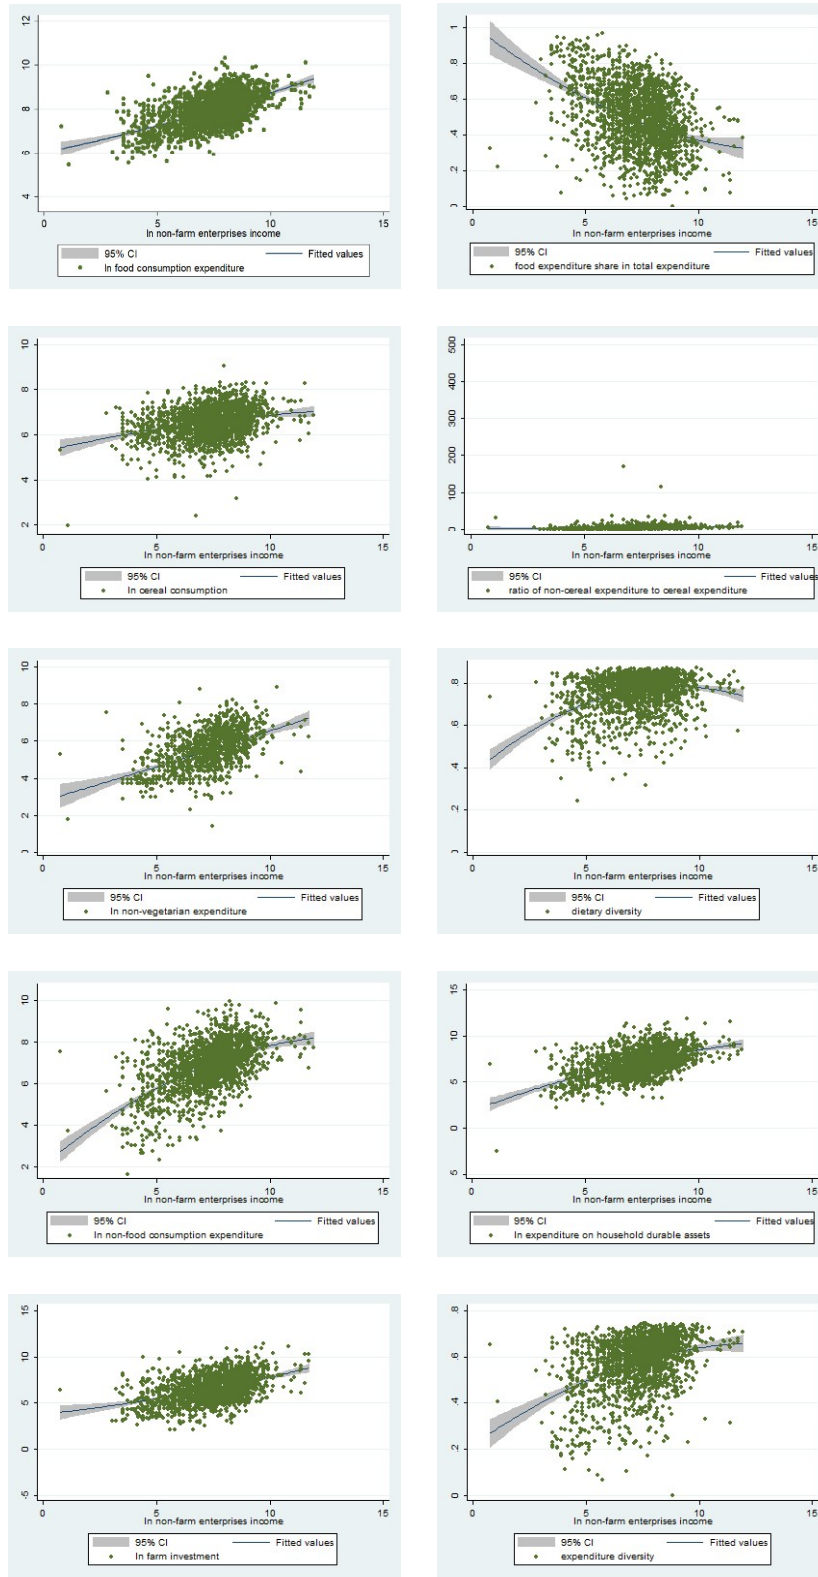 12
10
8
6
4
0
5
10
15
ln non-farm enterprises income
95% CI
Fitted values
ln food consumption expenditure
1
.8
.6
.4
.2
0
0
5
10
15
ln non-farm enterprises income
95% CI
Fitted values
food expenditure share in total expenditure
10
8
6
4
2
0
5
10
15
ln non-farm enterprises income
95% CI
Fitted values
ln cereal consumption
500
400
300
200
100
0
0
5
10
15
ln non-farm enterprises income
95% CI
Fitted values
ratio of non-cereal expenditure to cereal expenditure
10
8
6
4
2
0
0
5
10
15
ln non-farm enterprises income
95% CI
Fitted values
ln non-vegetarian expenditure
.8
.6
.4
.2
0
0
5
10
15
ln non-farm enterprises income
95% CI
Fitted values
dietary diversity
10
8
6
4
2
0
5
10
15
ln non-farm enterprises income
95% CI
Fitted values
ln non-food consumption expenditure
15
10
5
0
5
0
5
10
15
ln non-farm enterprises income
95% CI
Fitted values
ln expenditure on household durable assets
15
10
5
0
-5
0
5
10
15
ln non-farm enterprises income
95% CI
Fitted values
ln farm investment
.8
.6
.4
.2
0
0
5
10
15
ln non-farm enterprises income
95% CI
Fitted values
expenditure diversity